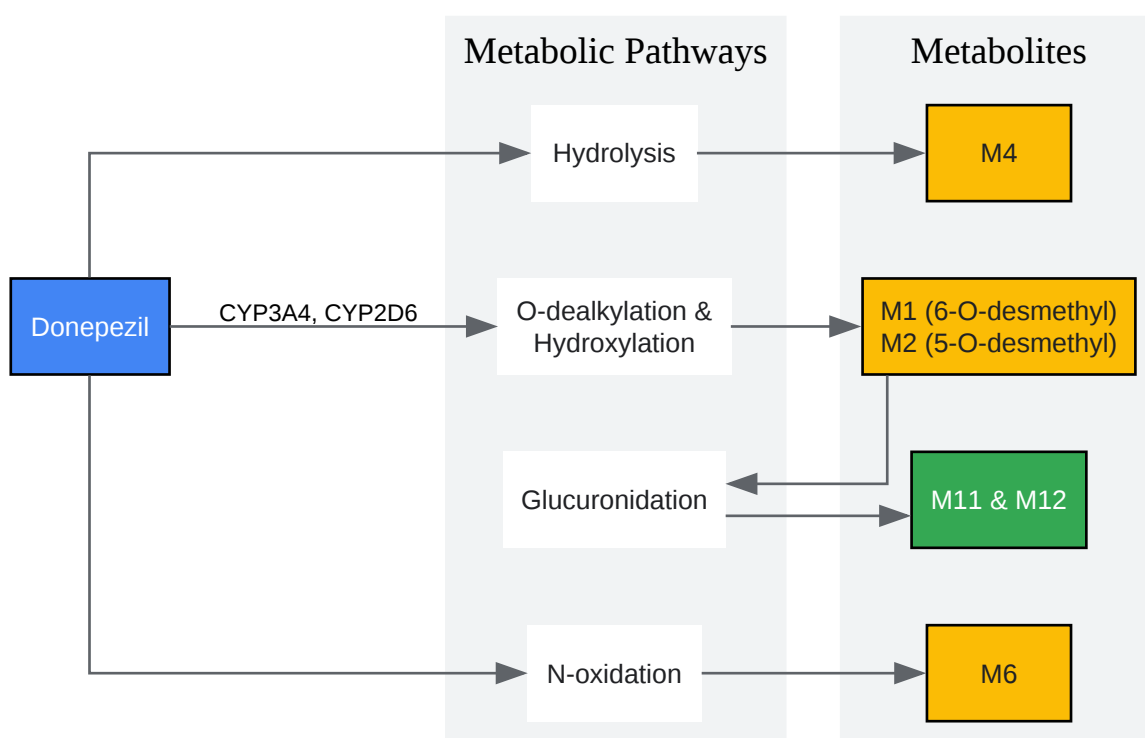 Metabolic Pathways
Metabolites
Hydrolysis
M4
Donepezil
CYP3A4, CYP2D6
O-dealkylation &
Hydroxylation
M1 (6-O-desmethyl)
M2 (5-O-desmethyl)
Glucuronidation
M11 & M12
N-oxidation
M6